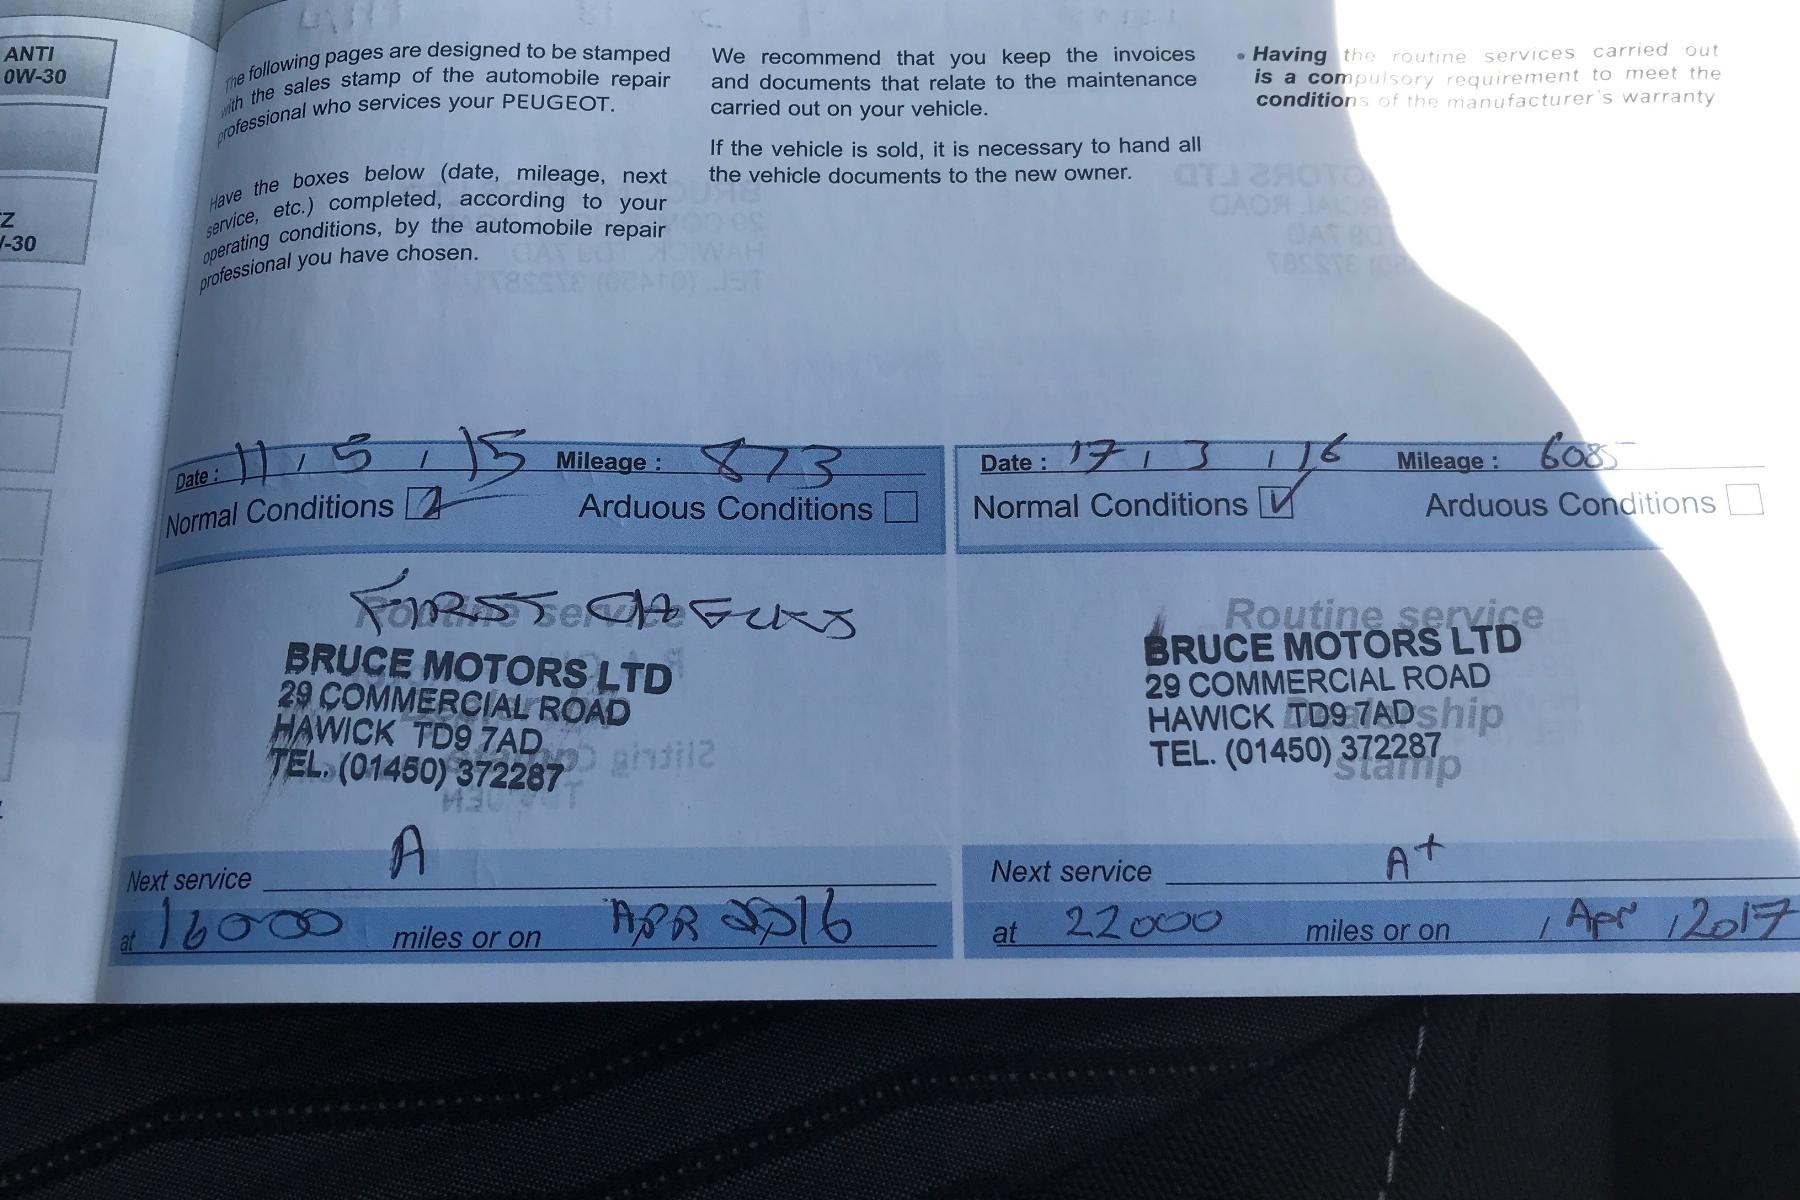 ANTI
0W-30
Z
-30
The following pages are designed to be stamped
with the sales stamp of the automobile repair
professional who services your PEUGEOT.
Have the boxes below (date, mileage, next
service, etc.) completed, according to your
operating conditions, by the automobile repair
professional you have chosen.
We recommend that you keep the invoices
and documents that relate to the maintenance
carried out on your vehicle.
If the vehicle is sold, it is necessary to hand all
the vehicle documents to the new owner.
• Having the routine services carried out
is a compulsory requirement to meet the
conditions of the manufacturer's warranty.
Date : 11 / 5 / 15 Mileage : 873
Normal Conditions Arduous Conditions
FIRST CHECKS
Routine service
BRUCE MOTORS LTD
29 COMMERCIAL ROAD
HAWICK TD9 7AD
TEL. (01450) 372287
Next service A
at 16000 miles or on APR 2016
Date : 17 / 3 / 16 Mileage : 6085
Normal Conditions Arduous Conditions
Routine service
BRUCE MOTORS LTD
29 COMMERCIAL ROAD
HAWICK TD9 7AD
Dealership
TEL. (01450) 372287
stamp
Next service A+
at 22000 miles or on / Apr / 2017